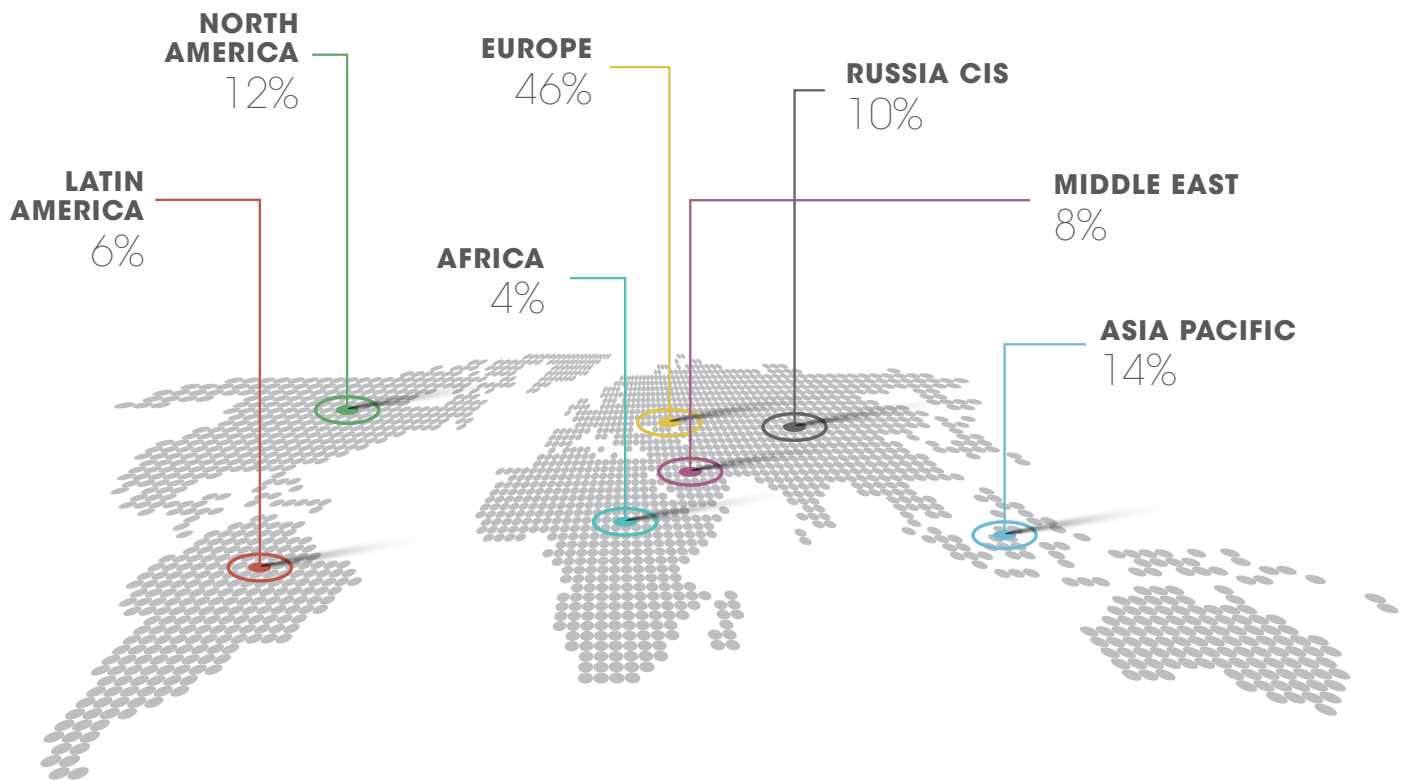 NORTH
AMERICA
12%
EUROPE
46%
RUSSIA CIS
10%
LATIN
AMERICA
6%
MIDDLE EAST
8%
AFRICA
4%
ASIA PACIFIC
14%